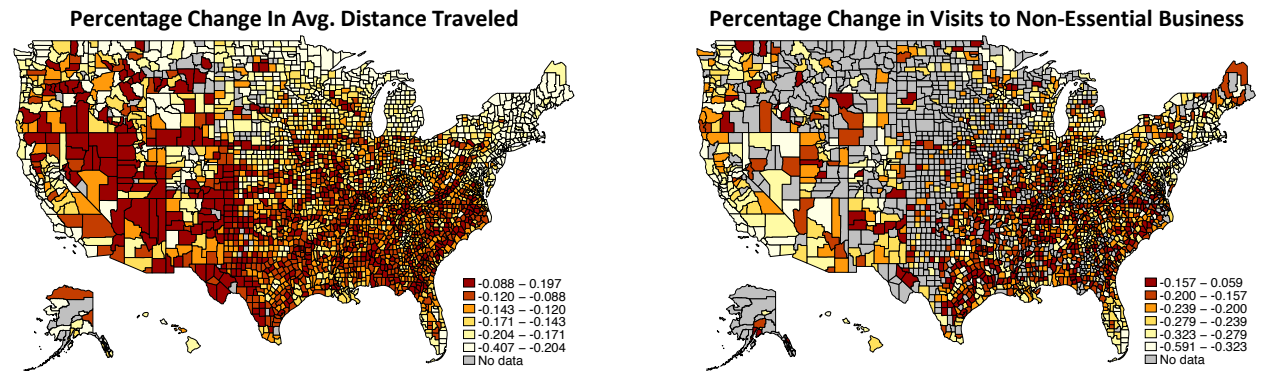 Percentage Change In Avg. Distance Traveled
-0.088 – 0.197
-0.120 – -0.088
-0.143 – -0.120
-0.171 – -0.143
-0.204 – -0.171
-0.407 – -0.204
No data
Percentage Change in Visits to Non-Essential Business
-0.157 – 0.059
-0.200 – -0.157
-0.239 – -0.200
-0.279 – -0.239
-0.323 – -0.279
-0.591 – -0.323
No data